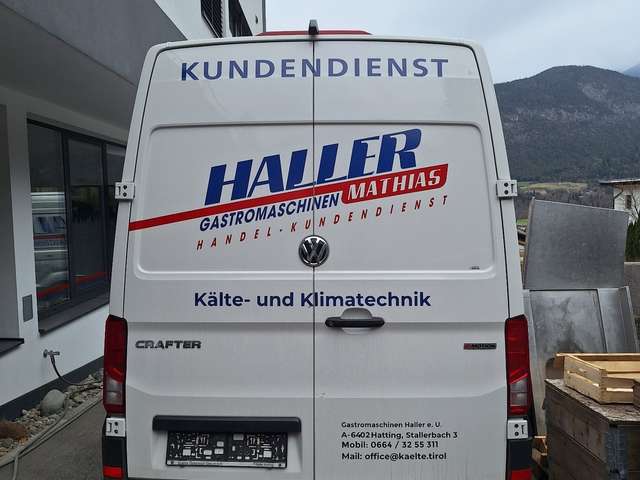 KUNDENDIENST
HALLER
MATHIAS
GASTROMASCHINEN
HANDEL - KUNDENDIENST
Kälte- und Klimatechnik
CRAFTER
4MOTION
Gastromaschinen Haller e. U.
A-6402 Hatting, Stallerbach 3
Mobil: 0664 / 32 55 311
Mail: office@kaelte.tirol